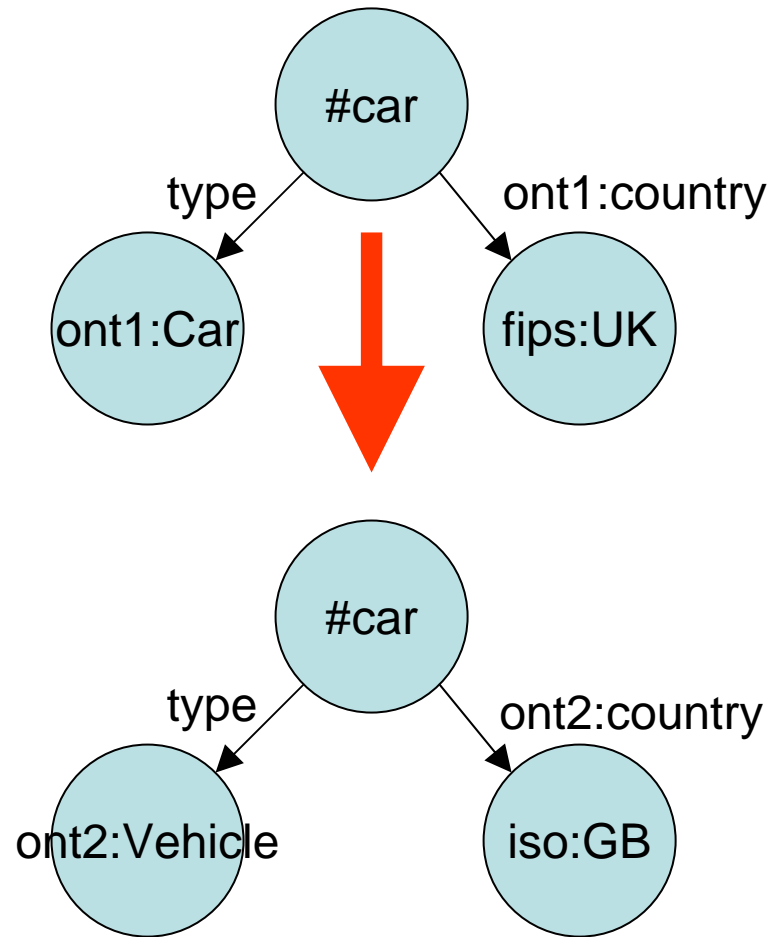 #car
type
ont1:country
ont1:Car
fips:UK
#car
type
ont2:country
ont2:Vehicle
iso:GB